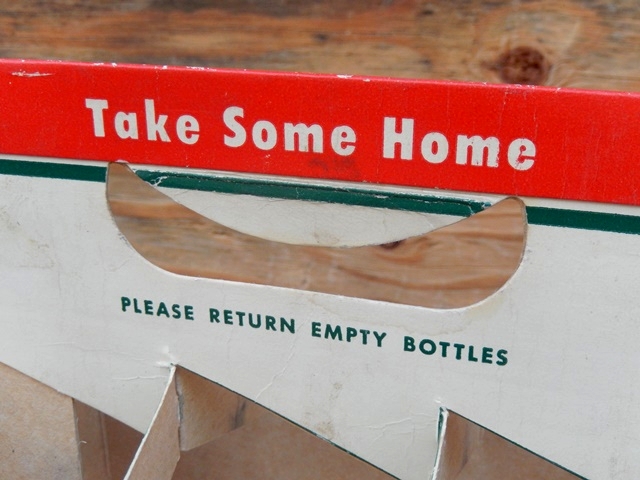 Take Some Home
PLEASE RETURN EMPTY BOTTLES